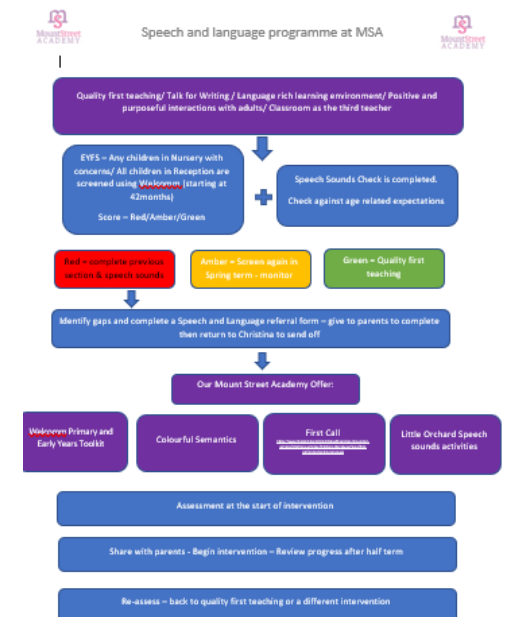 MountStreet
ACADEMY
Speech and language programme at MSA
MountStreet
ACADEMY
Quality first teaching/ Talk for Writing / Language rich learning environment/ Positive and
purposeful interactions with adults/ Classroom as the third teacher
EYFS – Any children in Nursery with
concerns/ All children in Reception are
screened using Welcomm (starting at
42months)
Score – Red/Amber/Green
Speech Sounds Check is completed.
Check against age related expectations
Red – complete previous
section & speech sounds
Amber = Screen again in
Spring term - monitor
Green = Quality first
teaching
Identify gaps and complete a Speech and Language referral form – give to parents to complete
then return to Christina to send off
Our Mount Street Academy Offer:
Welcomm Primary and
Early Years Toolkit
Colourful Semantics
First Call
Little Orchard Speech
sounds activities
Assessment at the start of intervention
Share with parents - Begin intervention – Review progress after half term
Re-assess – back to quality first teaching or a different intervention